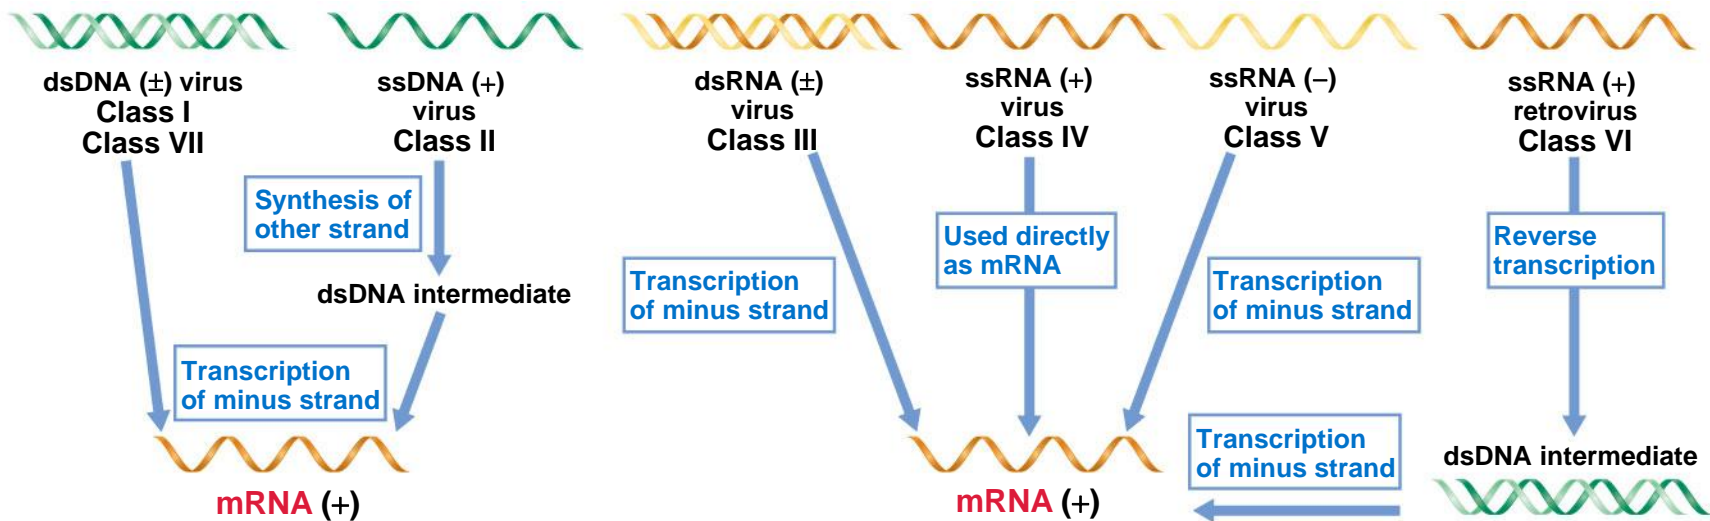 dsDNA (±) virus
Class I
Class VII
ssDNA (+)
virus
Class II
dsRNA (±)
virus
Class III
ssRNA (+)
virus
Class IV
ssRNA (−)
virus
Class V
ssRNA (+)
retrovirus
Class VI
Synthesis of
other strand
dsDNA intermediate
Transcription
of minus strand
mRNA (+)
Transcription
of minus strand
Used directly
as mRNA
Transcription
of minus strand
Reverse
transcription
Transcription
of minus strand
dsDNA intermediate
mRNA (+)